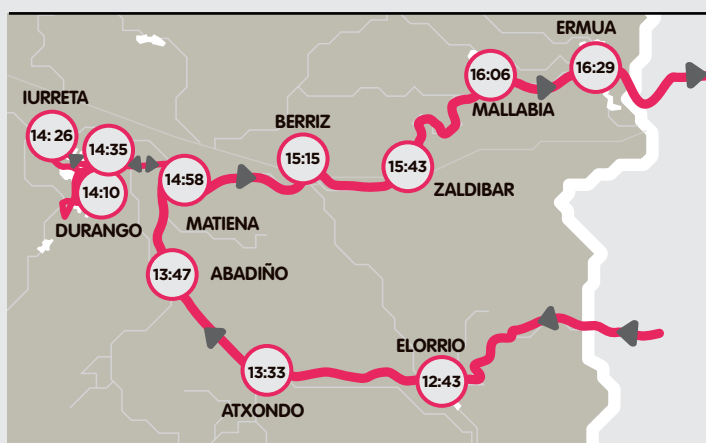 ERMUA
16:29
16:06
MALLABIA
IURRETA
14:26
14:35
14:10
DURANGO
BERRIZ
15:15
15:43
ZALDIBAR
14:58
MATIENA
13:47
ABADIÑO
ELORRIO
12:43
13:33
ATXONDO